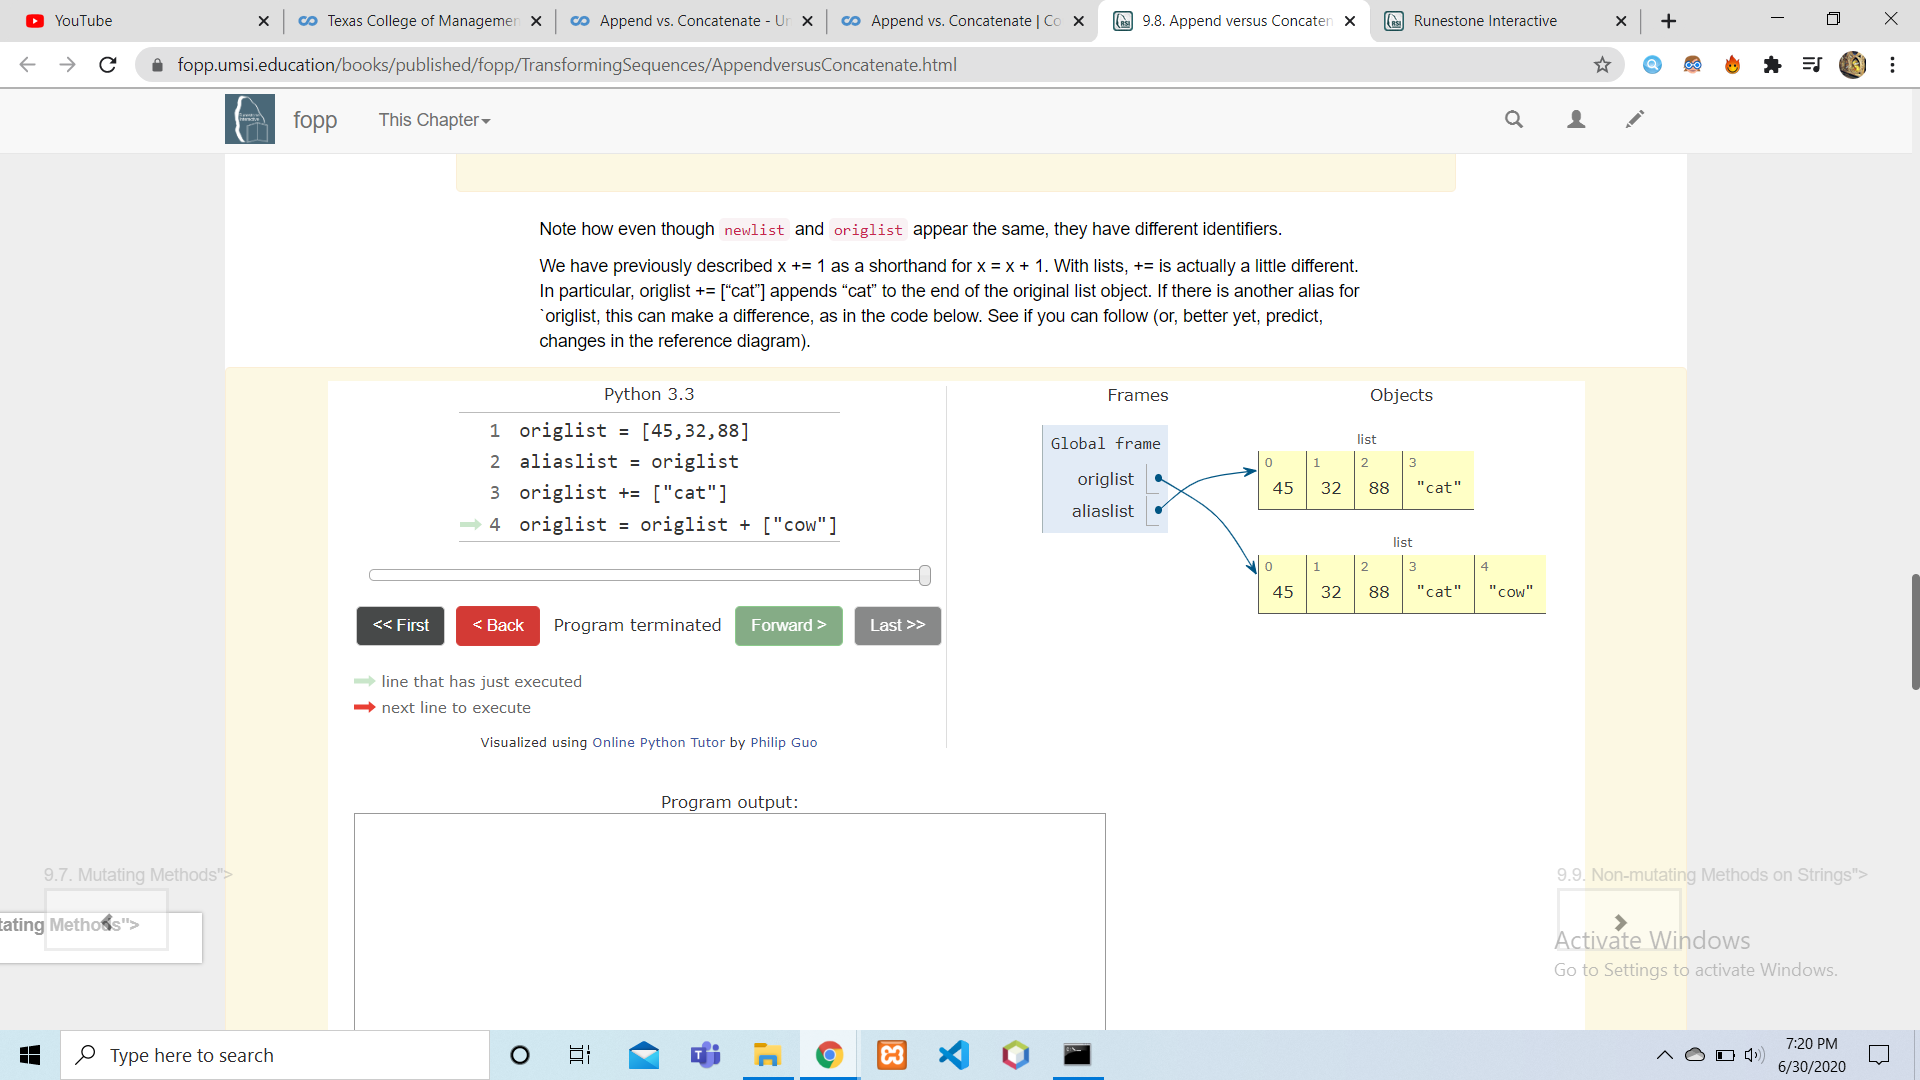 YouTube
Texas College of Managemen
Append vs. Concatenate - Un
Append vs. Concatenate | Co
9.8. Append versus Concaten
Runestone Interactive
fopp.umsi.education/books/published/fopp/TransformingSequences/AppendversusConcatenate.html
fopp
This Chapter
Note how even though newlist and origlist appear the same, they have different identifiers.
We have previously described x += 1 as a shorthand for x = x + 1. With lists, += is actually a little different.
In particular, origlist += [“cat”] appends “cat” to the end of the original list object. If there is another alias for
`origlist, this can make a difference, as in the code below. See if you can follow (or, better yet, predict,
changes in the reference diagram).
Python 3.3
1 origlist = [45,32,88]
2 aliaslist = origlist
3 origlist += ["cat"]
4 origlist = origlist + ["cow"]
<< First
< Back
Program terminated
Forward >
Last >>
line that has just executed
next line to execute
Visualized using Online Python Tutor by Philip Guo
Frames
Objects
Global frame
origlist
aliaslist
list
0 1 2 3
45 32 88 "cat"
list
0 1 2 3 4
45 32 88 "cat" "cow"
Program output:
9.7. Mutating Methods">
tating Methods">
9.9. Non-mutating Methods on Strings">
Activate Windows
Go to Settings to activate Windows.
Type here to search
7:20 PM
6/30/2020